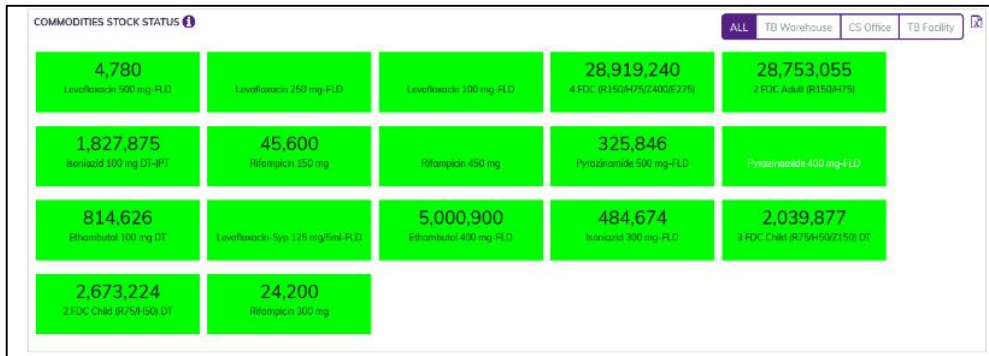 COMMODITIES STOCK STATUS
ALL TB Warehouse CS Office TB Facility
4,780
Levofloxacin 500 mg-FLD
Levofloxacin 250 mg-FLD
Levofloxacin 100 mg-FLD
28,919,240
4 FDC (R150/H75/Z400/E275)
28,753,055
2 FDC Adult (R150/H75)
1,827,875
Isoniazid 100 mg DT-IPT
45,600
Rifampicin 150 mg
Rifampicin 450 mg
325,846
Pyrazinamide 500 mg-FLD
Pyrazinamide 400 mg-FLD
814,626
Ethambutol 100 mg DT
Levofloxacin-Syp 125 mg/5ml-FLD
5,000,900
Ethambutol 400 mg-FLD
484,674
Isoniazid 300 mg-FLD
2,039,877
3 FDC Child (R75/H50/Z150) DT
2,673,224
2 FDC Child (R75/H50) DT
24,200
Rifampicin 300 mg